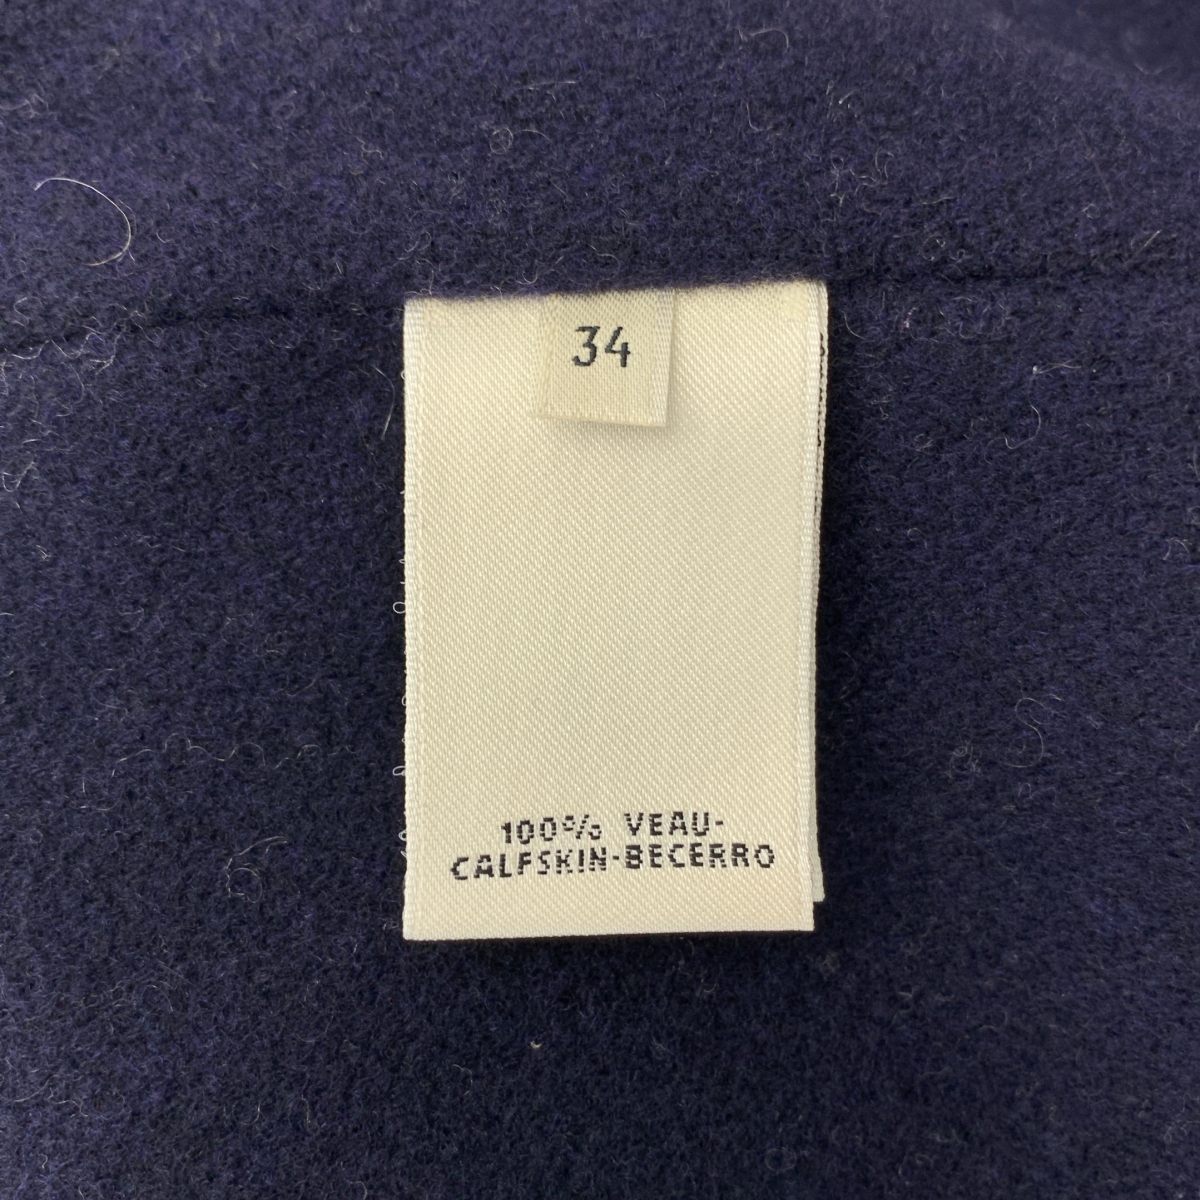 34
100% VEAU-
CALFSKIN-BECERRO